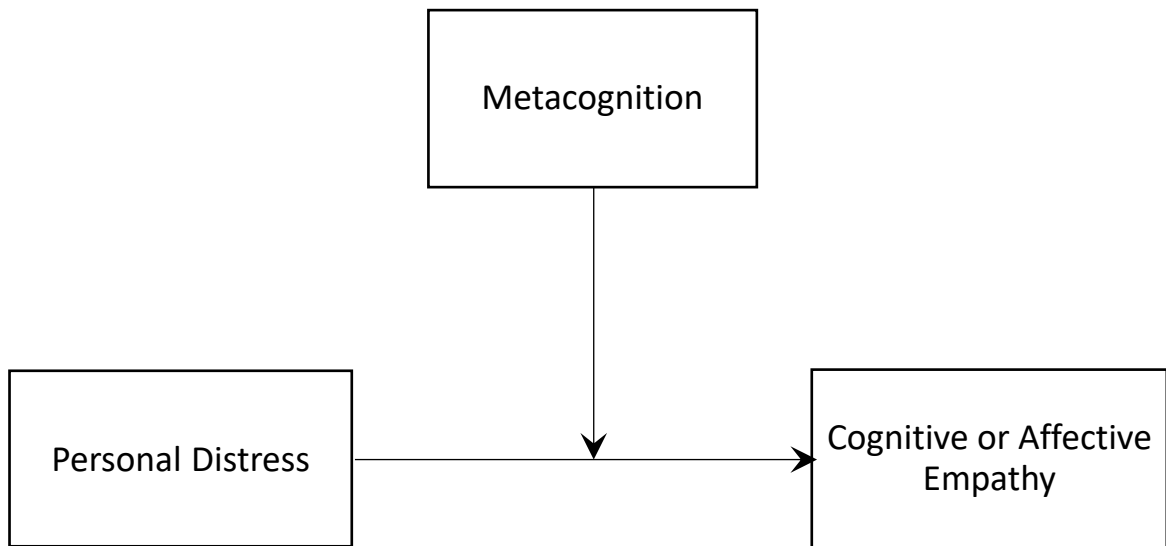 Metacognition
Personal Distress
Cognitive or Affective
Empathy